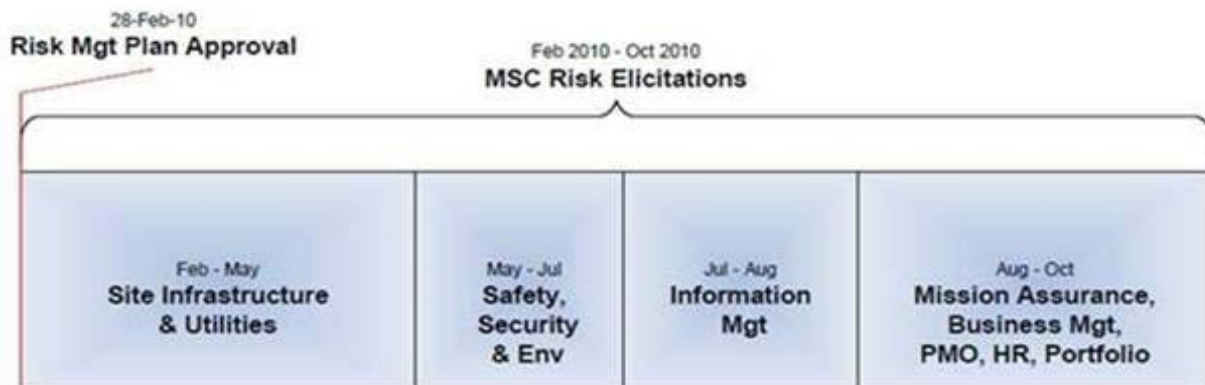 28-Feb-10
Risk Mgt Plan Approval
Feb 2010 - Oct 2010
MSC Risk Elicitations
Feb - May
Site Infrastructure
& Utilities
May - Jul
Safety,
Security
& Env
Jul - Aug
Information
Mgt
Aug - Oct
Mission Assurance,
Business Mgt,
PMO, HR, Portfolio